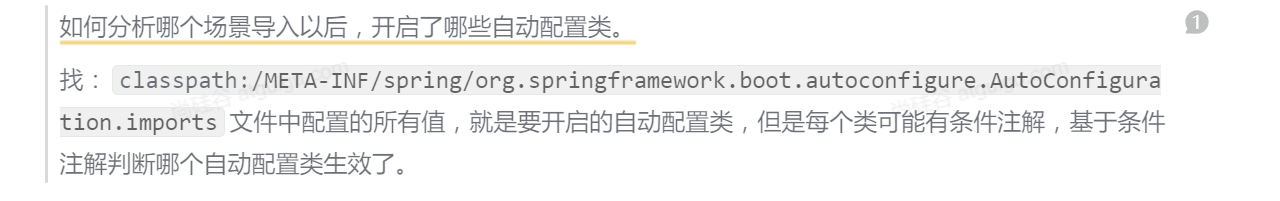 如何分析哪个场景导入以后，开启了哪些自动配置类。
1
找： classpath:/META-INF/spring/org.springframework.boot.autoconfigure.AutoConfigura
tion.imports 文件中配置的所有值，就是要开启的自动配置类，但是每个类可能有条件注解，基于条件
注解判断哪个自动配置类生效了。